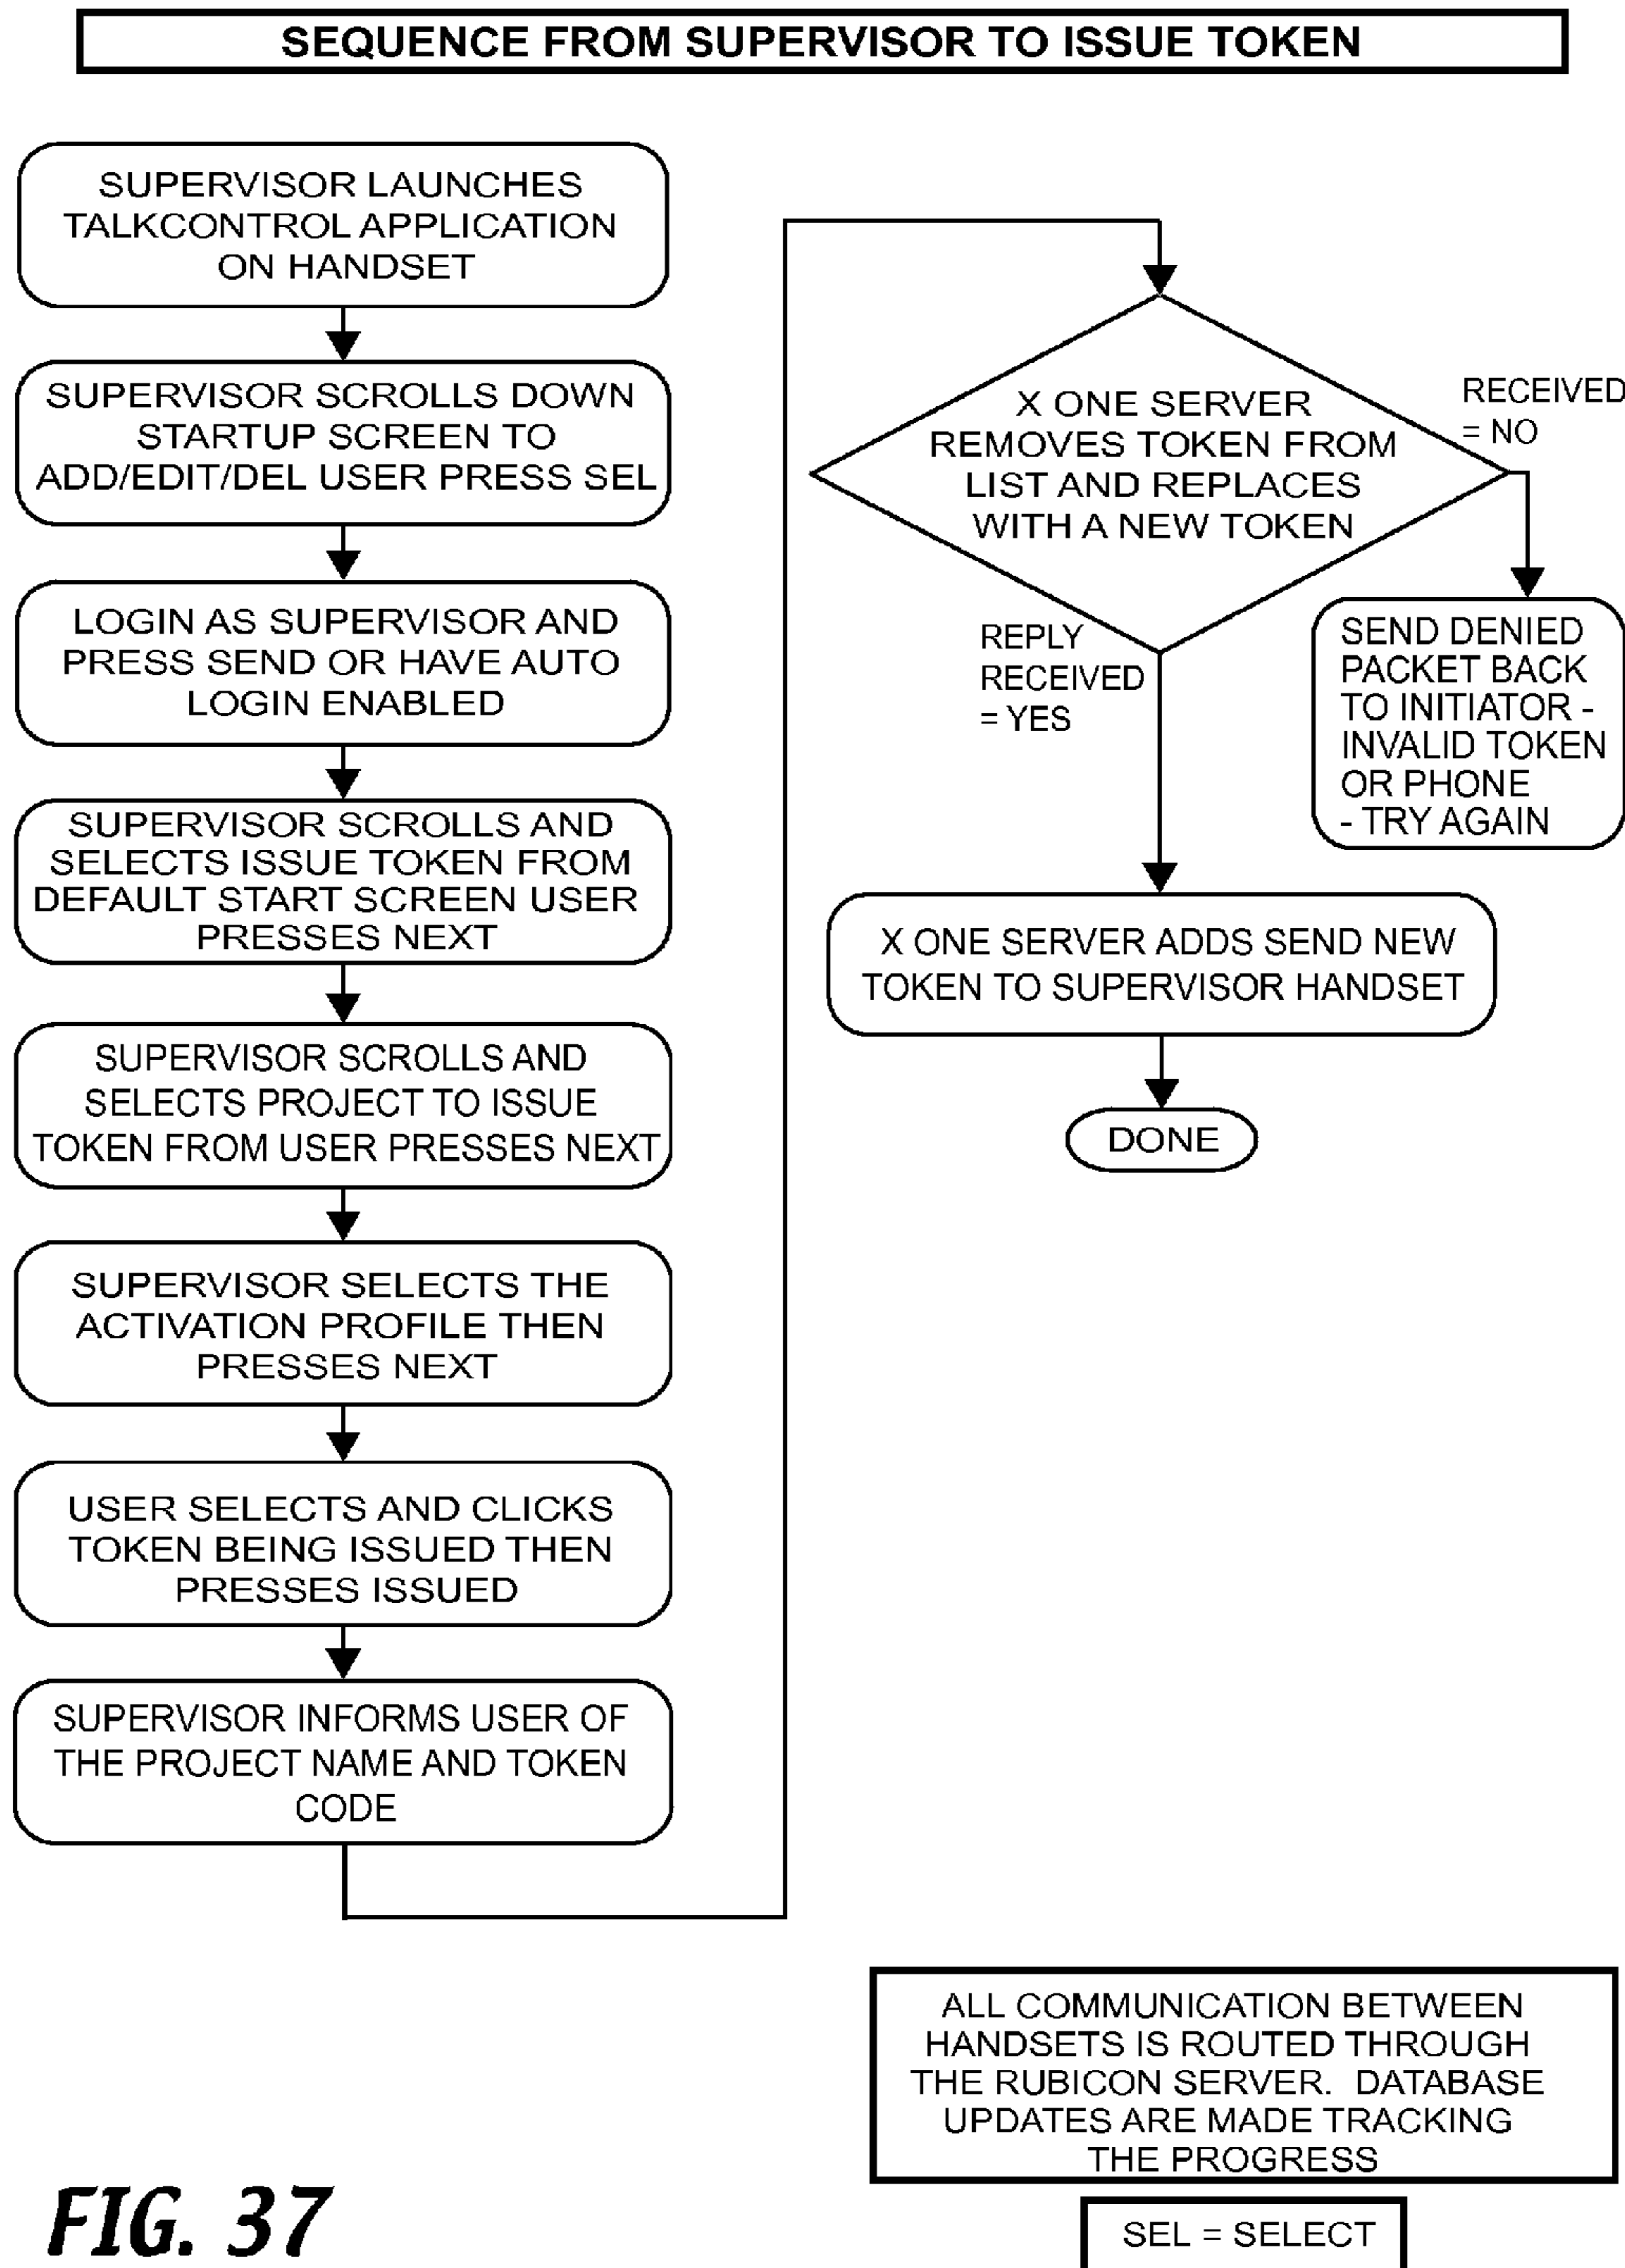 SEQUENCE FROM SUPERVISOR TO ISSUE TOKEN
SUPERVISOR LAUNCHES
TALKCONTROL APPLICATION
ON HANDSET
SUPERVISOR SCROLLS DOWN
STARTUP SCREEN TO
ADD/EDIT/DEL USER PRESS SEL
LOGIN AS SUPERVISOR AND
PRESS SEND OR HAVE AUTO
LOGIN ENABLED
SUPERVISOR SCROLLS AND
SELECTS ISSUE TOKEN FROM
DEFAULT START SCREEN USER
PRESSES NEXT
SUPERVISOR SCROLLS AND
SELECTS PROJECT TO ISSUE
TOKEN FROM USER PRESSES NEXT
SUPERVISOR SELECTS THE
ACTIVATION PROFILE THEN
PRESSES NEXT
USER SELECTS AND CLICKS
TOKEN BEING ISSUED THEN
PRESSES ISSUED
SUPERVISOR INFORMS USER OF
THE PROJECT NAME AND TOKEN
CODE
X ONE SERVER
REMOVES TOKEN FROM
LIST AND REPLACES
WITH A NEW TOKEN
RECEIVED
= NO
SEND DENIED
PACKET BACK
TO INITIATOR -
INVALID TOKEN
OR PHONE
- TRY AGAIN
REPLY
RECEIVED
= YES
X ONE SERVER ADDS SEND NEW
TOKEN TO SUPERVISOR HANDSET
DONE
ALL COMMUNICATION BETWEEN
HANDSETS IS ROUTED THROUGH
THE RUBICON SERVER. DATABASE
UPDATES ARE MADE TRACKING
THE PROGRESS
SEL = SELECT
FIG. 37